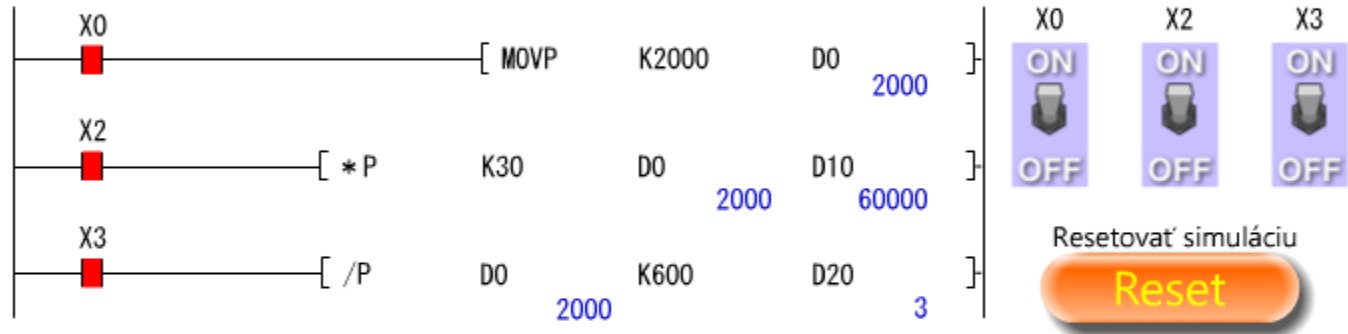 X0 X0 X2 X3
[ MOVP K2000 D0 ] ON ON ON
2000
X2
[ *P K30 D0 D10 ] OFF OFF OFF
2000 60000
X3 Resetovať simuláciu
[ /P D0 K600 D20 ] Reset
2000 3